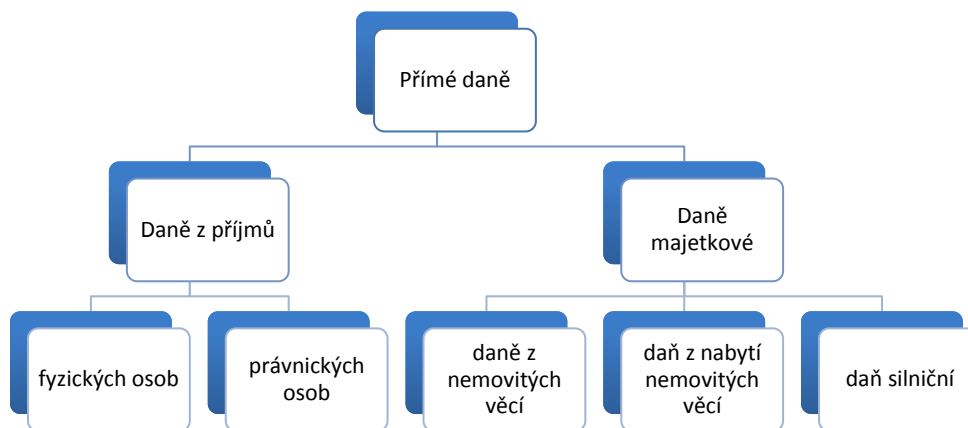 Přímé daně
Daně z příjmů
Daně
majetkové
fyzických osob
právnických
osob
daně z
nemovitých
věcí
daň z nabytí
nemovitých
věcí
daň silniční